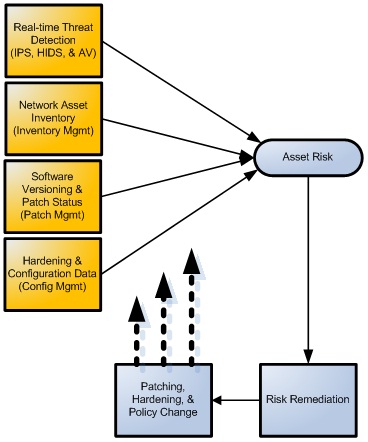 Real-time Threat
Detection
(IPS, HIDS, & AV)
Network Asset
Inventory
(Inventory Mgmt)
Software
Versioning &
Patch Status
(Patch Mgmt)
Hardening &
Configuration Data
(Config Mgmt)
Asset Risk
Patching,
Hardening, &
Policy Change
Risk Remediation